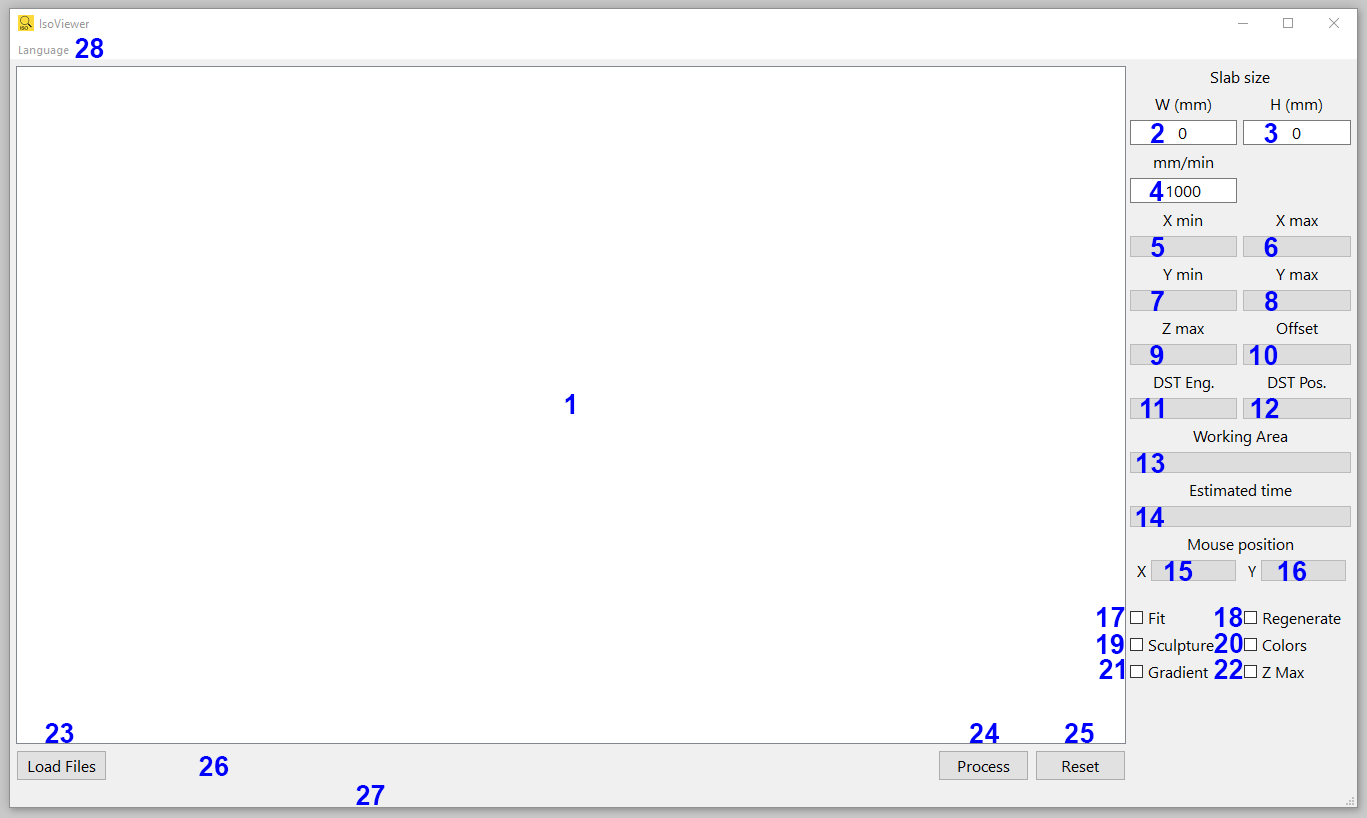 IsoViewer
Language 28
Slab size
W (mm) H (mm)
2 0 3 0
mm/min
4 1000
X min X max
5 6
Y min Y max
7 8
Z max Offset
9 10
DST Eng. DST Pos.
11 12
1
Working Area
13
Estimated time
14
Mouse position
X 15 Y 16
17 Fit 18 Regenerate
19 Sculpture 20 Colors
21 Gradient 22 Z Max
23 24 25
Load Files 26 Process Reset
27